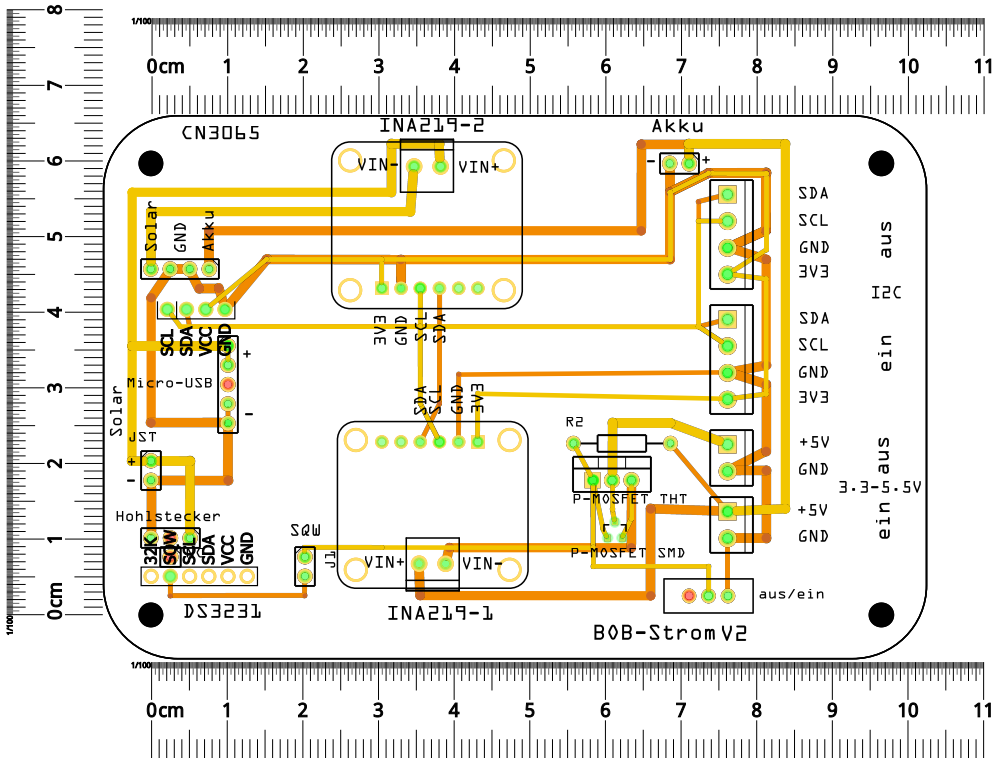 8
7
6
5
4
3
2
1
0cm
1/100
1/100
0cm 1 2 3 4 5 6 7 8 9 10 11
CN3065
INA219-2
Akku
VIN- VIN+
- +
Solar
GND
Akku
SDA
SCL
GND
3V3
aus
I2C
3V3
GND
SCL
SDA
SCL
SDA
VCC
GND
SDA
SCL
GND
3V3
ein
+
Micro-USB
-
Solar
SDA
SCL
GND
3V3
JST
+
-
R2
+5V
GND
aus
3.3-5.5V
P-MOSFET THT
Hohlstecker
+5V
GND
ein
32K
SQW
SCL
SDA
VCC
GND
SQW
J1
P-MOSFET SMD
VIN+ VIN-
aus/ein
DS3231
INA219-1
BOB-Strom V2
1/100
0cm 1 2 3 4 5 6 7 8 9 10 11